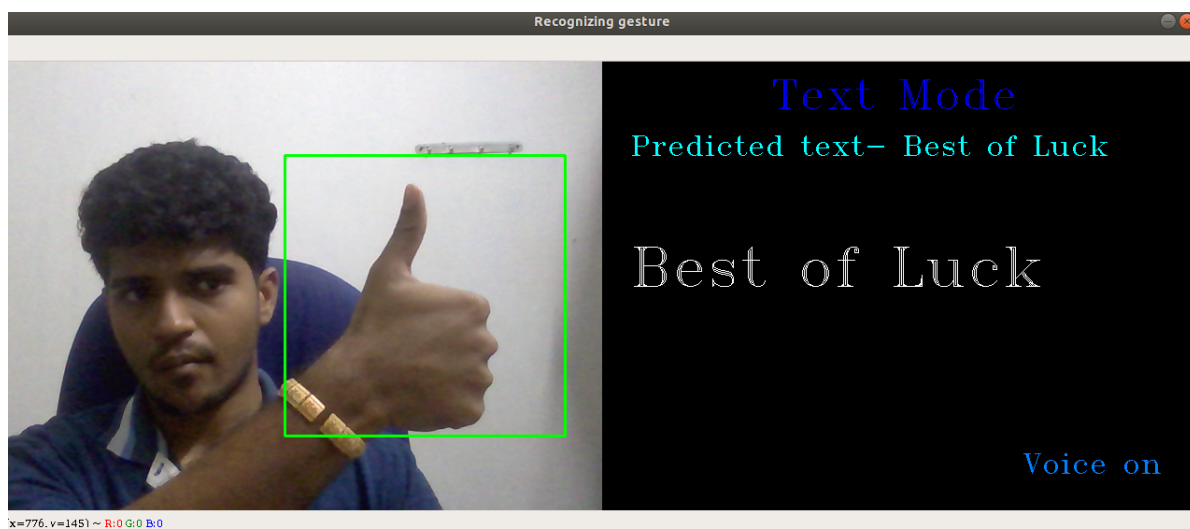 Recognizing gesture
Text Mode
Predicted text- Best of Luck
Best of Luck
Voice on
(x=776, y=145) ~ R:0 G:0 B:0